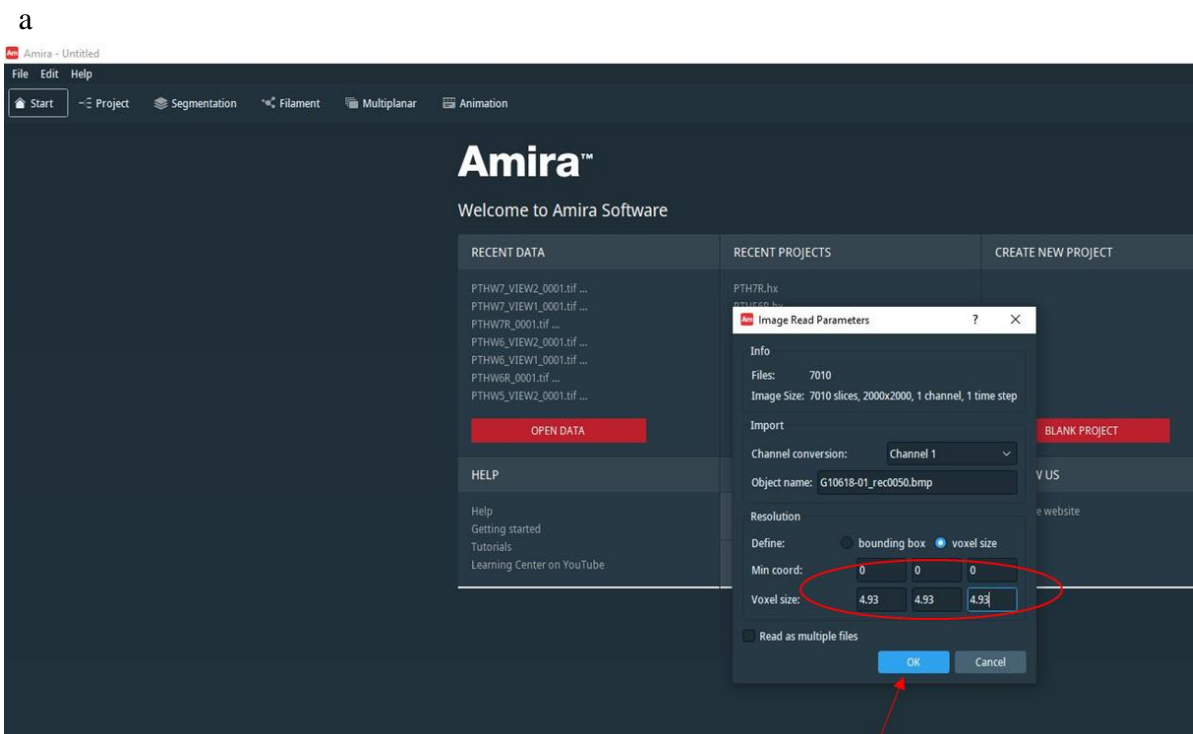 a
Am Amira - Untitled
File Edit Help
Start Project Segmentation Filament Multiplanar Animation
Amira™
Welcome to Amira Software
RECENT DATA RECENT PROJECTS CREATE NEW PROJECT
PTHW7_VIEW2_0001.tif ...
PTHW7_VIEW1_0001.tif ...
PTHW7R_0001.tif ...
PTHW6_VIEW2_0001.tif ...
PTHW6_VIEW1_0001.tif ...
PTHW6R_0001.tif ...
PTHW5_VIEW2_0001.tif ...
OPEN DATA
PTH7R.hx
BLANK PROJECT
HELP
Help
Getting started
Tutorials
Learning Center on YouTube
US
website
Am Image Read Parameters ? ×
Info
Files: 7010
Image Size: 7010 slices, 2000x2000, 1 channel, 1 time step
Import
Channel conversion: Channel 1
Object name: G10618-01_rec0050.bmp
Resolution
Define: bounding box voxel size
Min coord: 0 0 0
Voxel size: 4.93 4.93 4.93
Read as multiple files
OK Cancel